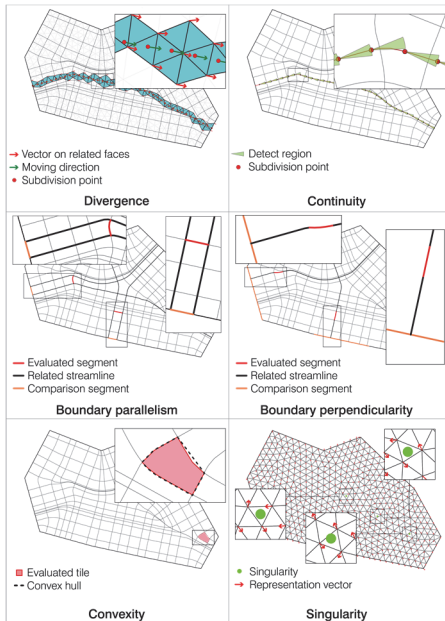 Vector on related faces
Moving direction
Subdivision point
Divergence
Detect region
Subdivision point
Continuity
Evaluated segment
Related streamline
Comparison segment
Boundary parallelism
Evaluated segment
Related streamline
Comparison segment
Boundary perpendicularity
Evaluated tile
Convex hull
Convexity
Singularity
Representation vector
Singularity